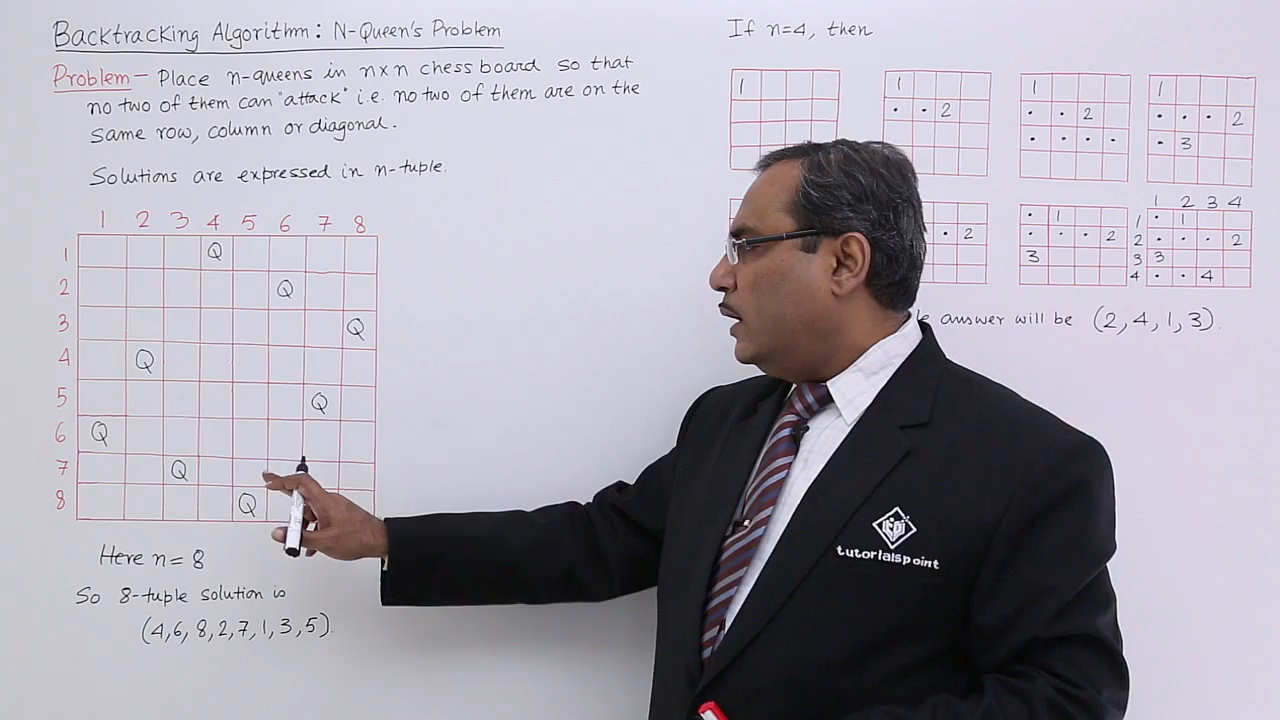 Backtracking Algorithm: N-Queen's Problem
Problem— Place n-queens in n×n chess board so that
no two of them can "attack" i.e. no two of them are on the
same row, column or diagonal.
Solutions are expressed in n-tuple.
1 2 3 4 5 6 7 8
1 Q
2 Q
3 Q
4 Q
5 Q
6 Q
7 Q
8 Q
Here n=8
So 8-tuple solution is
(4,6,8,2,7,1,3,5).
If n=4, then
1
1
· · 2
1
· · 2
· · · ·
1
· · · 2
· 3
· 2
· 1
· · · 2
3
1 2 3 4
1 · 1
2 · · · 2
3 3
4 · · 4
answer will be (2,4,1,3).
tutorialspoint